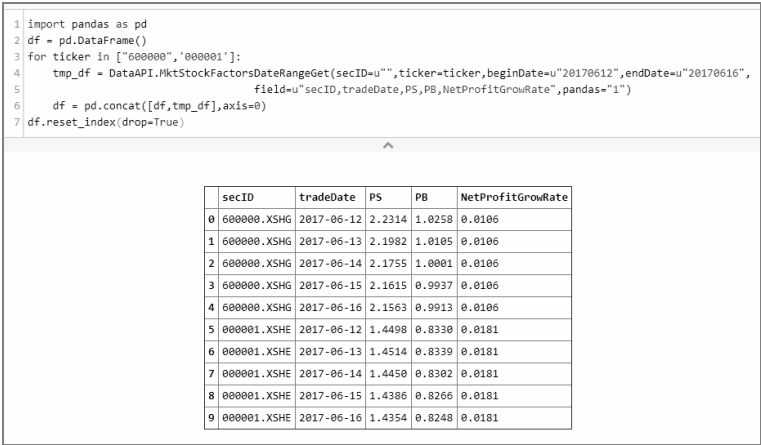 1 import pandas as pd
2 df = pd.DataFrame()
3 for ticker in ["600000",'000001']:
4     tmp_df = DataAPI.MktStockFactorsDateRangeGet(secID=u"",ticker=ticker,beginDate=u"20170612",endDate=u"20170616",
5                                    field=u"secID,tradeDate,PS,PB,NetProfitGrowRate",pandas="1")
6     df = pd.concat([df,tmp_df],axis=0)
7 df.reset_index(drop=True)
secID tradeDate PS PB NetProfitGrowRate
0 600000.XSHG 2017-06-12 2.2314 1.0258 0.0106
1 600000.XSHG 2017-06-13 2.1982 1.0105 0.0106
2 600000.XSHG 2017-06-14 2.1755 1.0001 0.0106
3 600000.XSHG 2017-06-15 2.1615 0.9937 0.0106
4 600000.XSHG 2017-06-16 2.1563 0.9913 0.0106
5 000001.XSHE 2017-06-12 1.4498 0.8330 0.0181
6 000001.XSHE 2017-06-13 1.4514 0.8339 0.0181
7 000001.XSHE 2017-06-14 1.4450 0.8302 0.0181
8 000001.XSHE 2017-06-15 1.4386 0.8266 0.0181
9 000001.XSHE 2017-06-16 1.4354 0.8248 0.0181